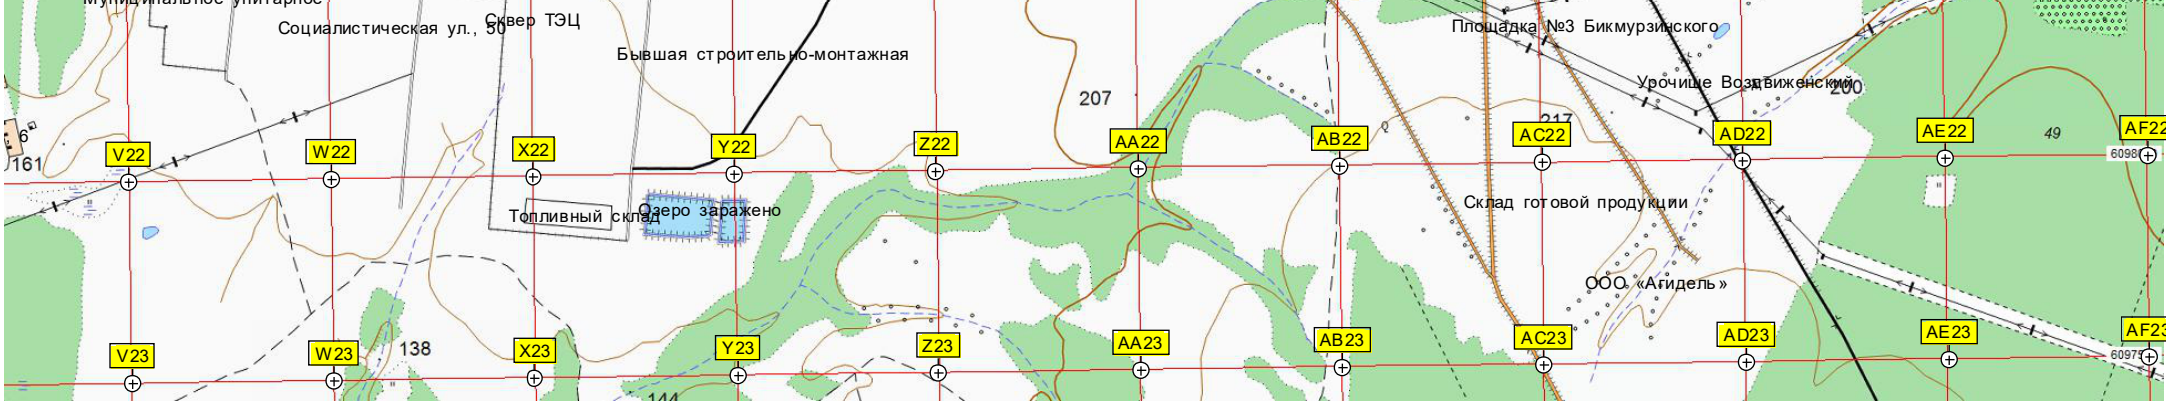 Муниципальное унитарное
Социалистическая ул., 50
Сквер ТЭЦ
Бывшая строительно-монтажная
Площадка №3 Бикмурзинского
Урочище Воздвиженский
200
207
217
49
6
161
V22 W22 X22 Y22 Z22 AA22 AB22 AC22 AD22 AE22 AF22
6098
Топливный склад
Озеро заражено
Склад готовой продукции
ООО «Агидель»
138
V23 W23 X23 Y23 Z23 AA23 AB23 AC23 AD23 AE23 AF23
60975
144